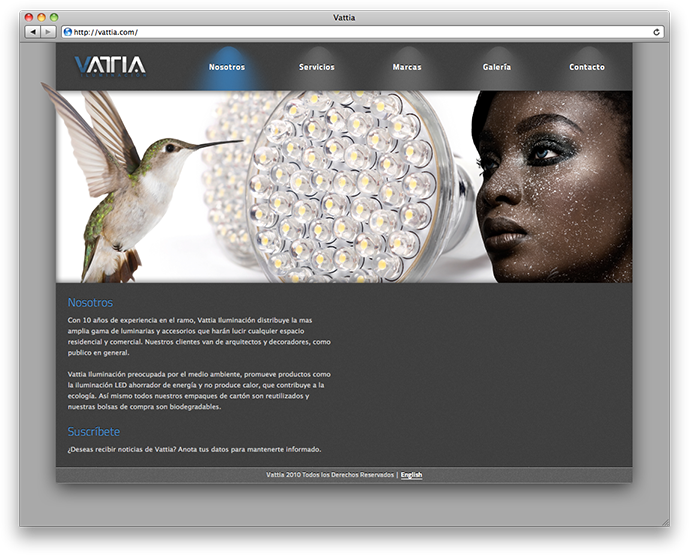 Vattia
http://vattia.com/
VATTIA
Nosotros
Servicios
Marcas
Galería
Contacto
Nosotros
Con 10 años de experiencia en el ramo, Vattia Iluminación distribuye la mas
amplia gama de luminarias y accesorios que harán lucir cualquier espacio
residencial y comercial. Nuestros clientes van de arquitectos y decoradores, como
publico en general.
Vattia Iluminación preocupada por el medio ambiente, promueve productos como
la iluminación LED ahorrador de energía y no produce calor, que contribuye a la
ecología. Así mismo todos nuestros empaques de cartón son reutilizados y
nuestras bolsas de compra son biodegradables.
Suscríbete
¿Deseas recibir noticias de Vattia? Anota tus datos para mantenerte informado.
Vattia 2010 Todos los Derechos Reservados | English